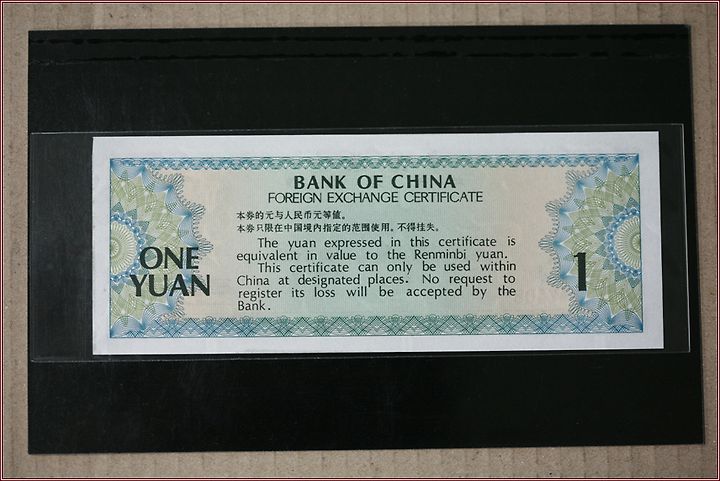 BANK OF CHINA
FOREIGN EXCHANGE CERTIFICATE
本券的元与人民币元等值。
本券只限在中国境内指定的范围使用。不得挂失。
The yuan expressed in this certificate is
equivalent in value to the Renminbi yuan.
This certificate can only be used within
China at designated places. No request to
register its loss will be accepted by the
Bank.
ONE
YUAN
1